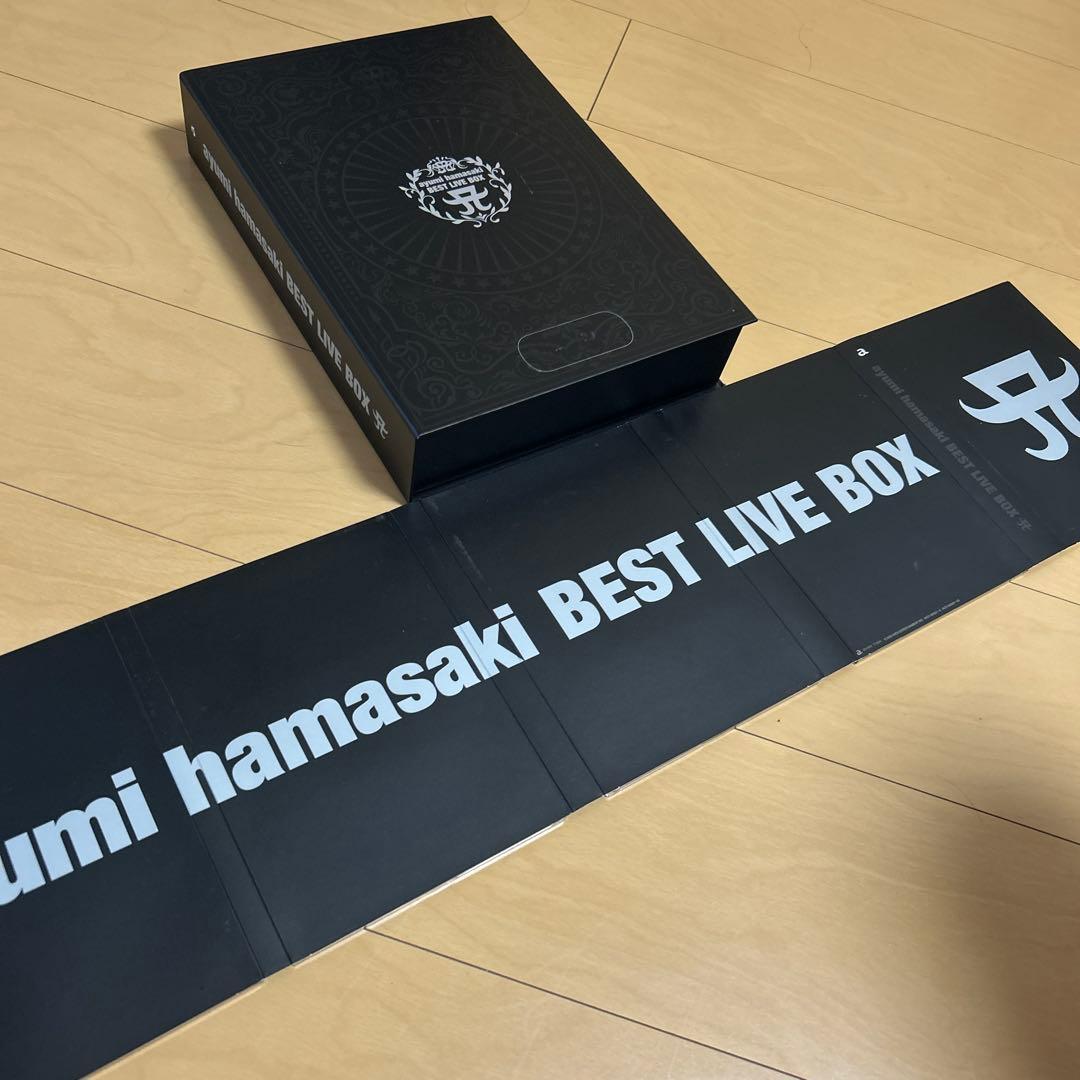 ayumi hamasaki
BEST LIVE BOX
A
ayumi hamasaki BEST LIVE BOX A
umi hamasaki BEST LIVE BOX
a
ayumi hamasaki BEST LIVE BOX A
A